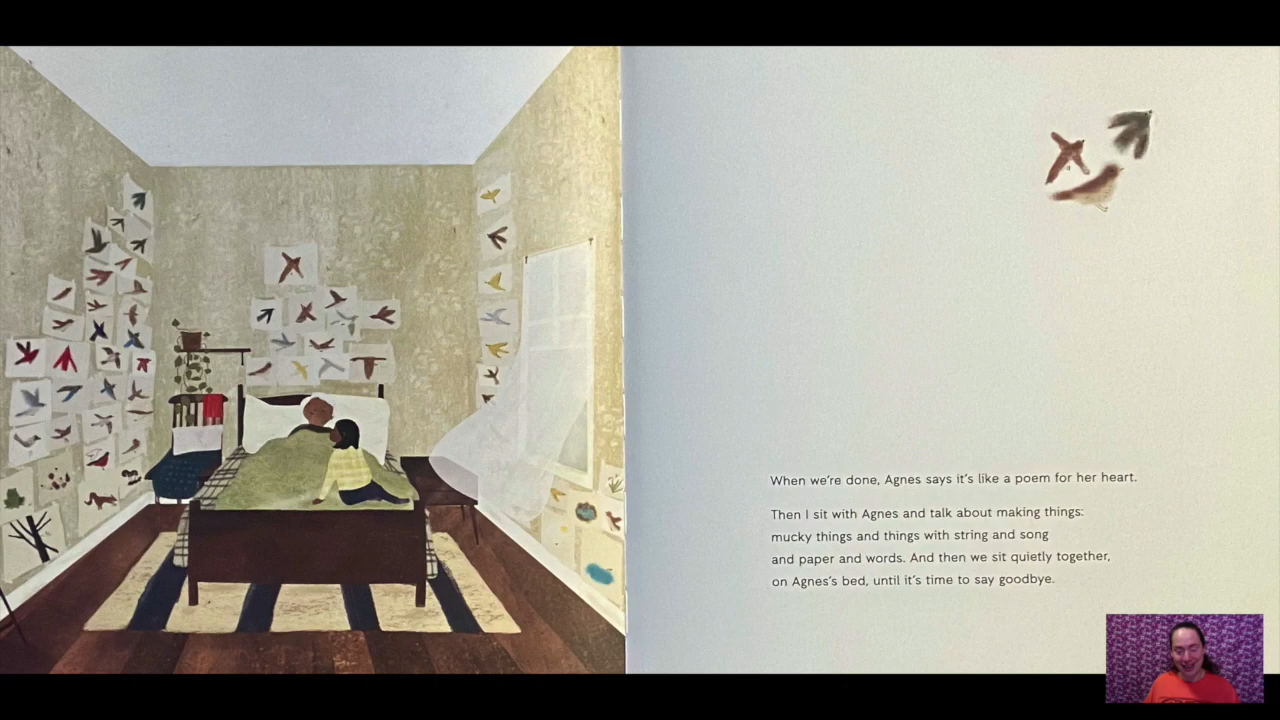 When we're done, Agnes says it's like a poem for her heart.
Then I sit with Agnes and talk about making things:
mucky things and things with string and song
and paper and words. And then we sit quietly together,
on Agnes's bed, until it's time to say goodbye.